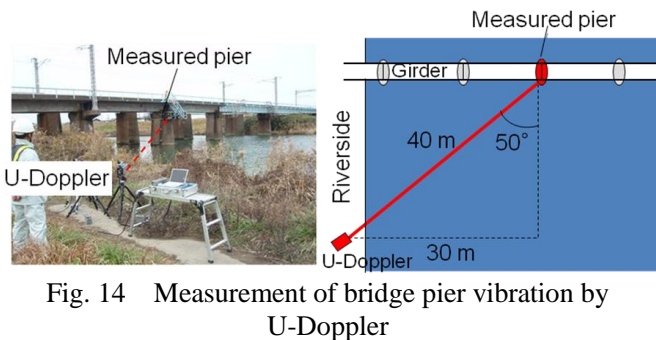 Measured pier
U-Doppler
Measured pier
Girder
Riverside
40 m
50°
30 m
U-Doppler
Fig. 14 Measurement of bridge pier vibration by
U-Doppler